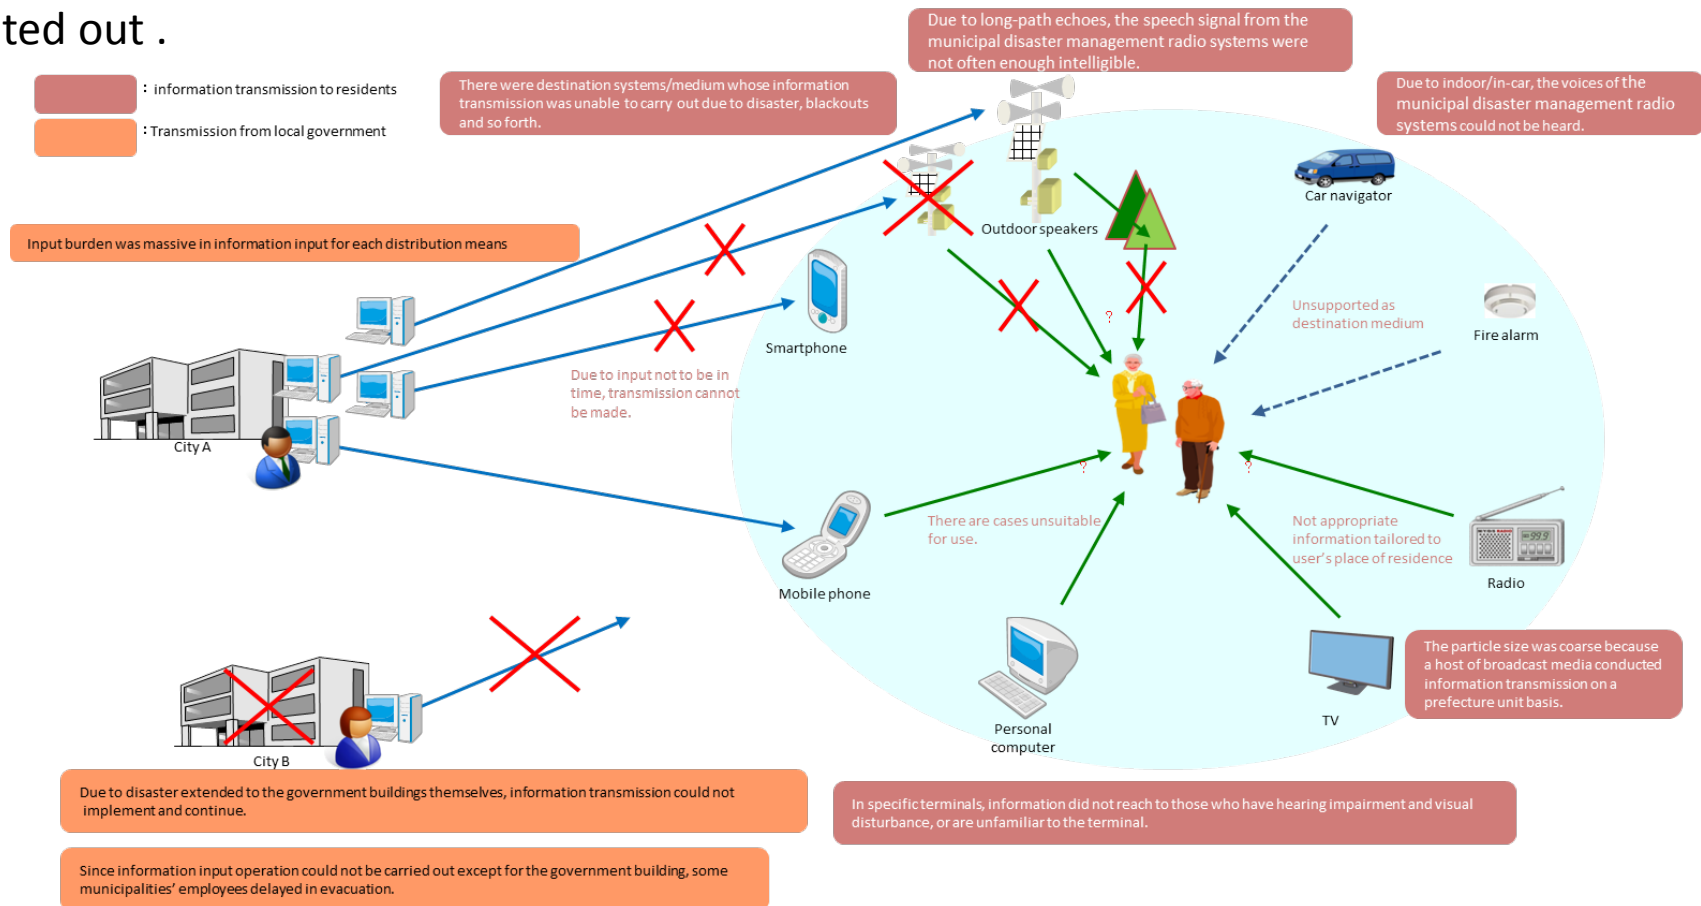 ted out .
: information transmission to residents
: Transmission from local government
There were destination systems/medium whose information
transmission was unable to carry out due to disaster, blackouts
and so forth.
Due to long-path echoes, the speech signal from the
municipal disaster management radio systems were
not often enough intelligible.
Due to indoor/in-car, the voices of the
municipal disaster management radio
systems could not be heard.
Input burden was massive in information input for each distribution means
Outdoor speakers
Car navigator
Unsupported as
destination medium
Fire alarm
?
Smartphone
Due to input not to be in
time, transmission cannot
be made.
City A
?
?
There are cases unsuitable
for use.
Not appropriate
information tailored to
user's place of residence
999
Radio
Mobile phone
Personal
computer
TV
The particle size was coarse because
a host of broadcast media conducted
information transmission on a
prefecture unit basis.
City B
Due to disaster extended to the government buildings themselves, information transmission could not
implement and continue.
In specific terminals, information did not reach to those who have hearing impairment and visual
disturbance, or are unfamiliar to the terminal.
Since information input operation could not be carried out except for the government building, some
municipalities' employees delayed in evacuation.